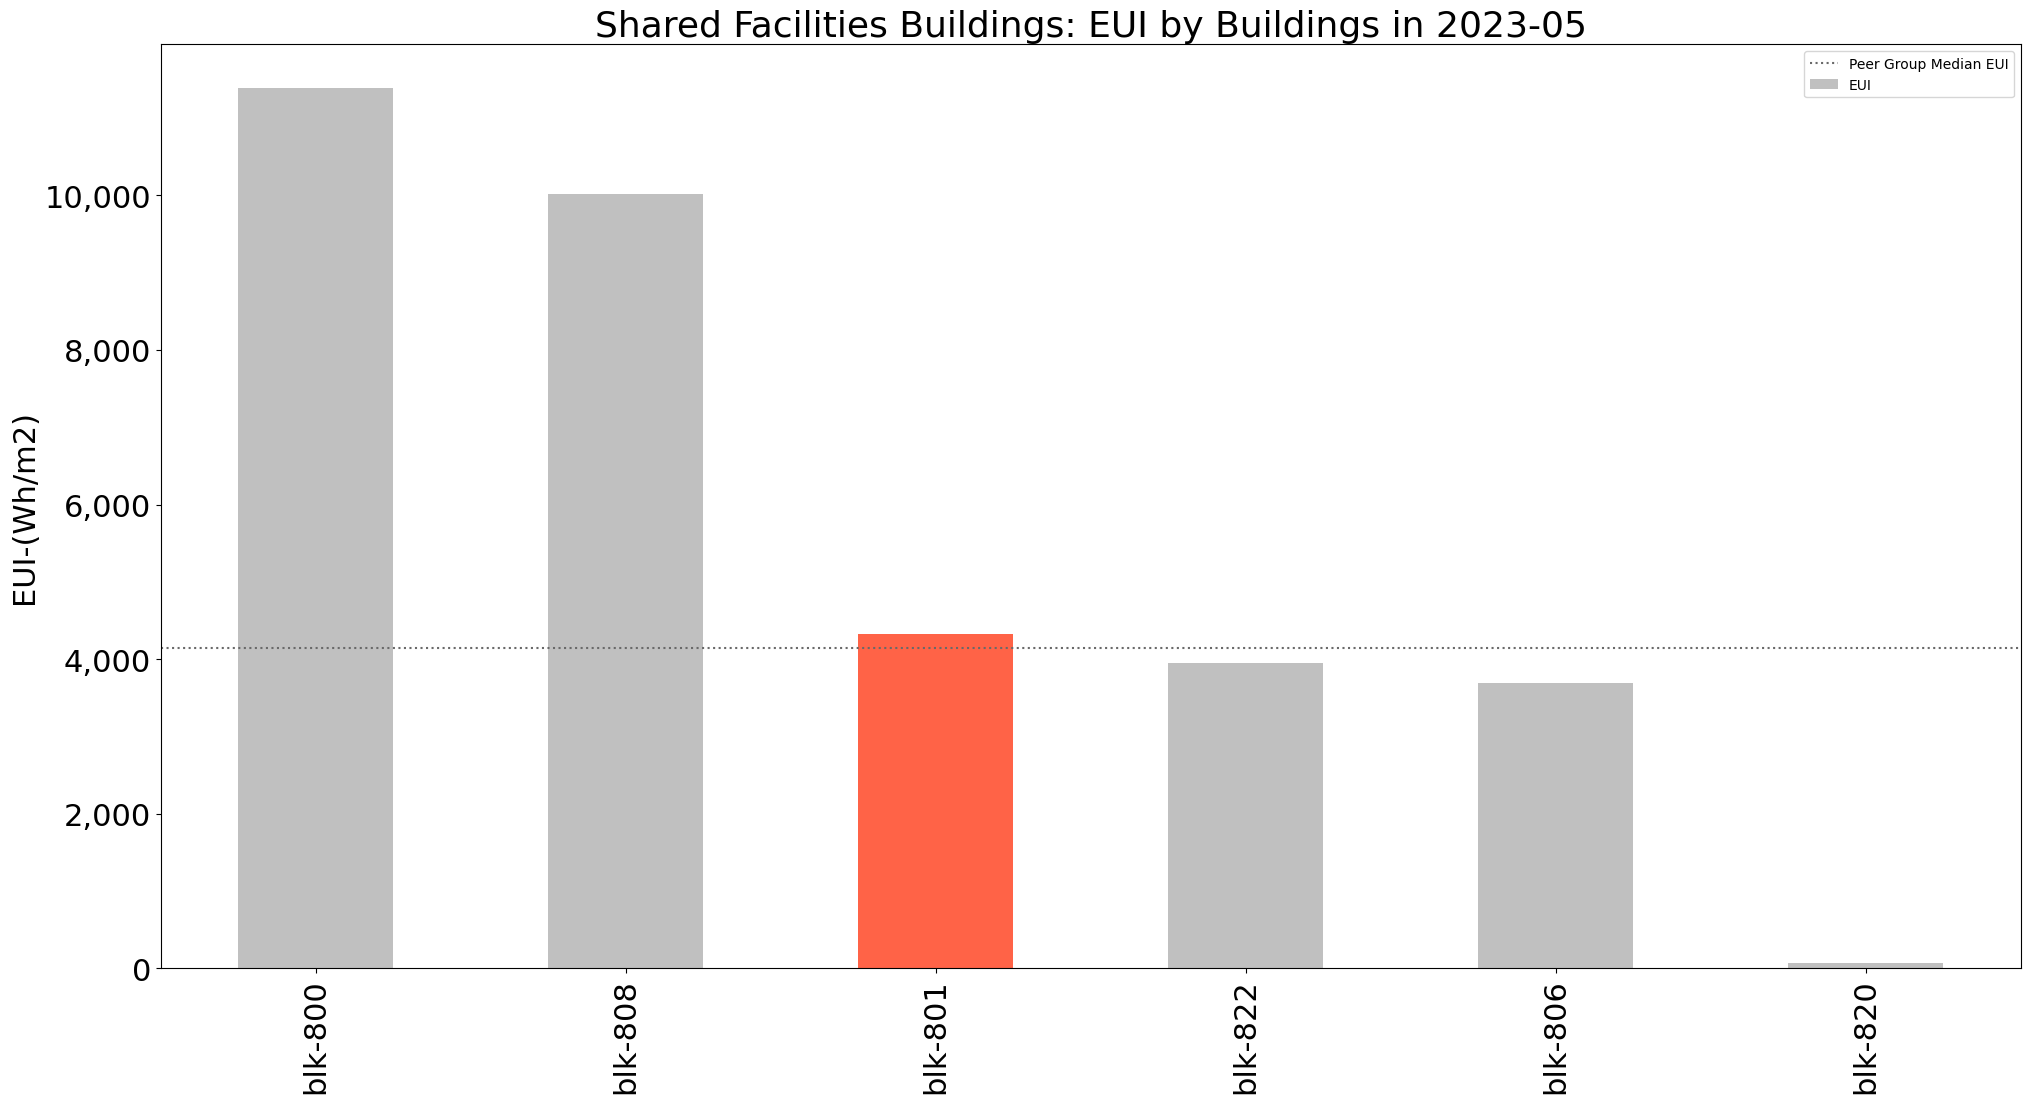 Shared Facilities Buildings: EUI by Buildings in 2023-05
Peer Group Median EUI
EUI
EUI-(Wh/m2)
10,000
8,000
6,000
4,000
2,000
0
blk-800
blk-808
blk-801
blk-822
blk-806
blk-820